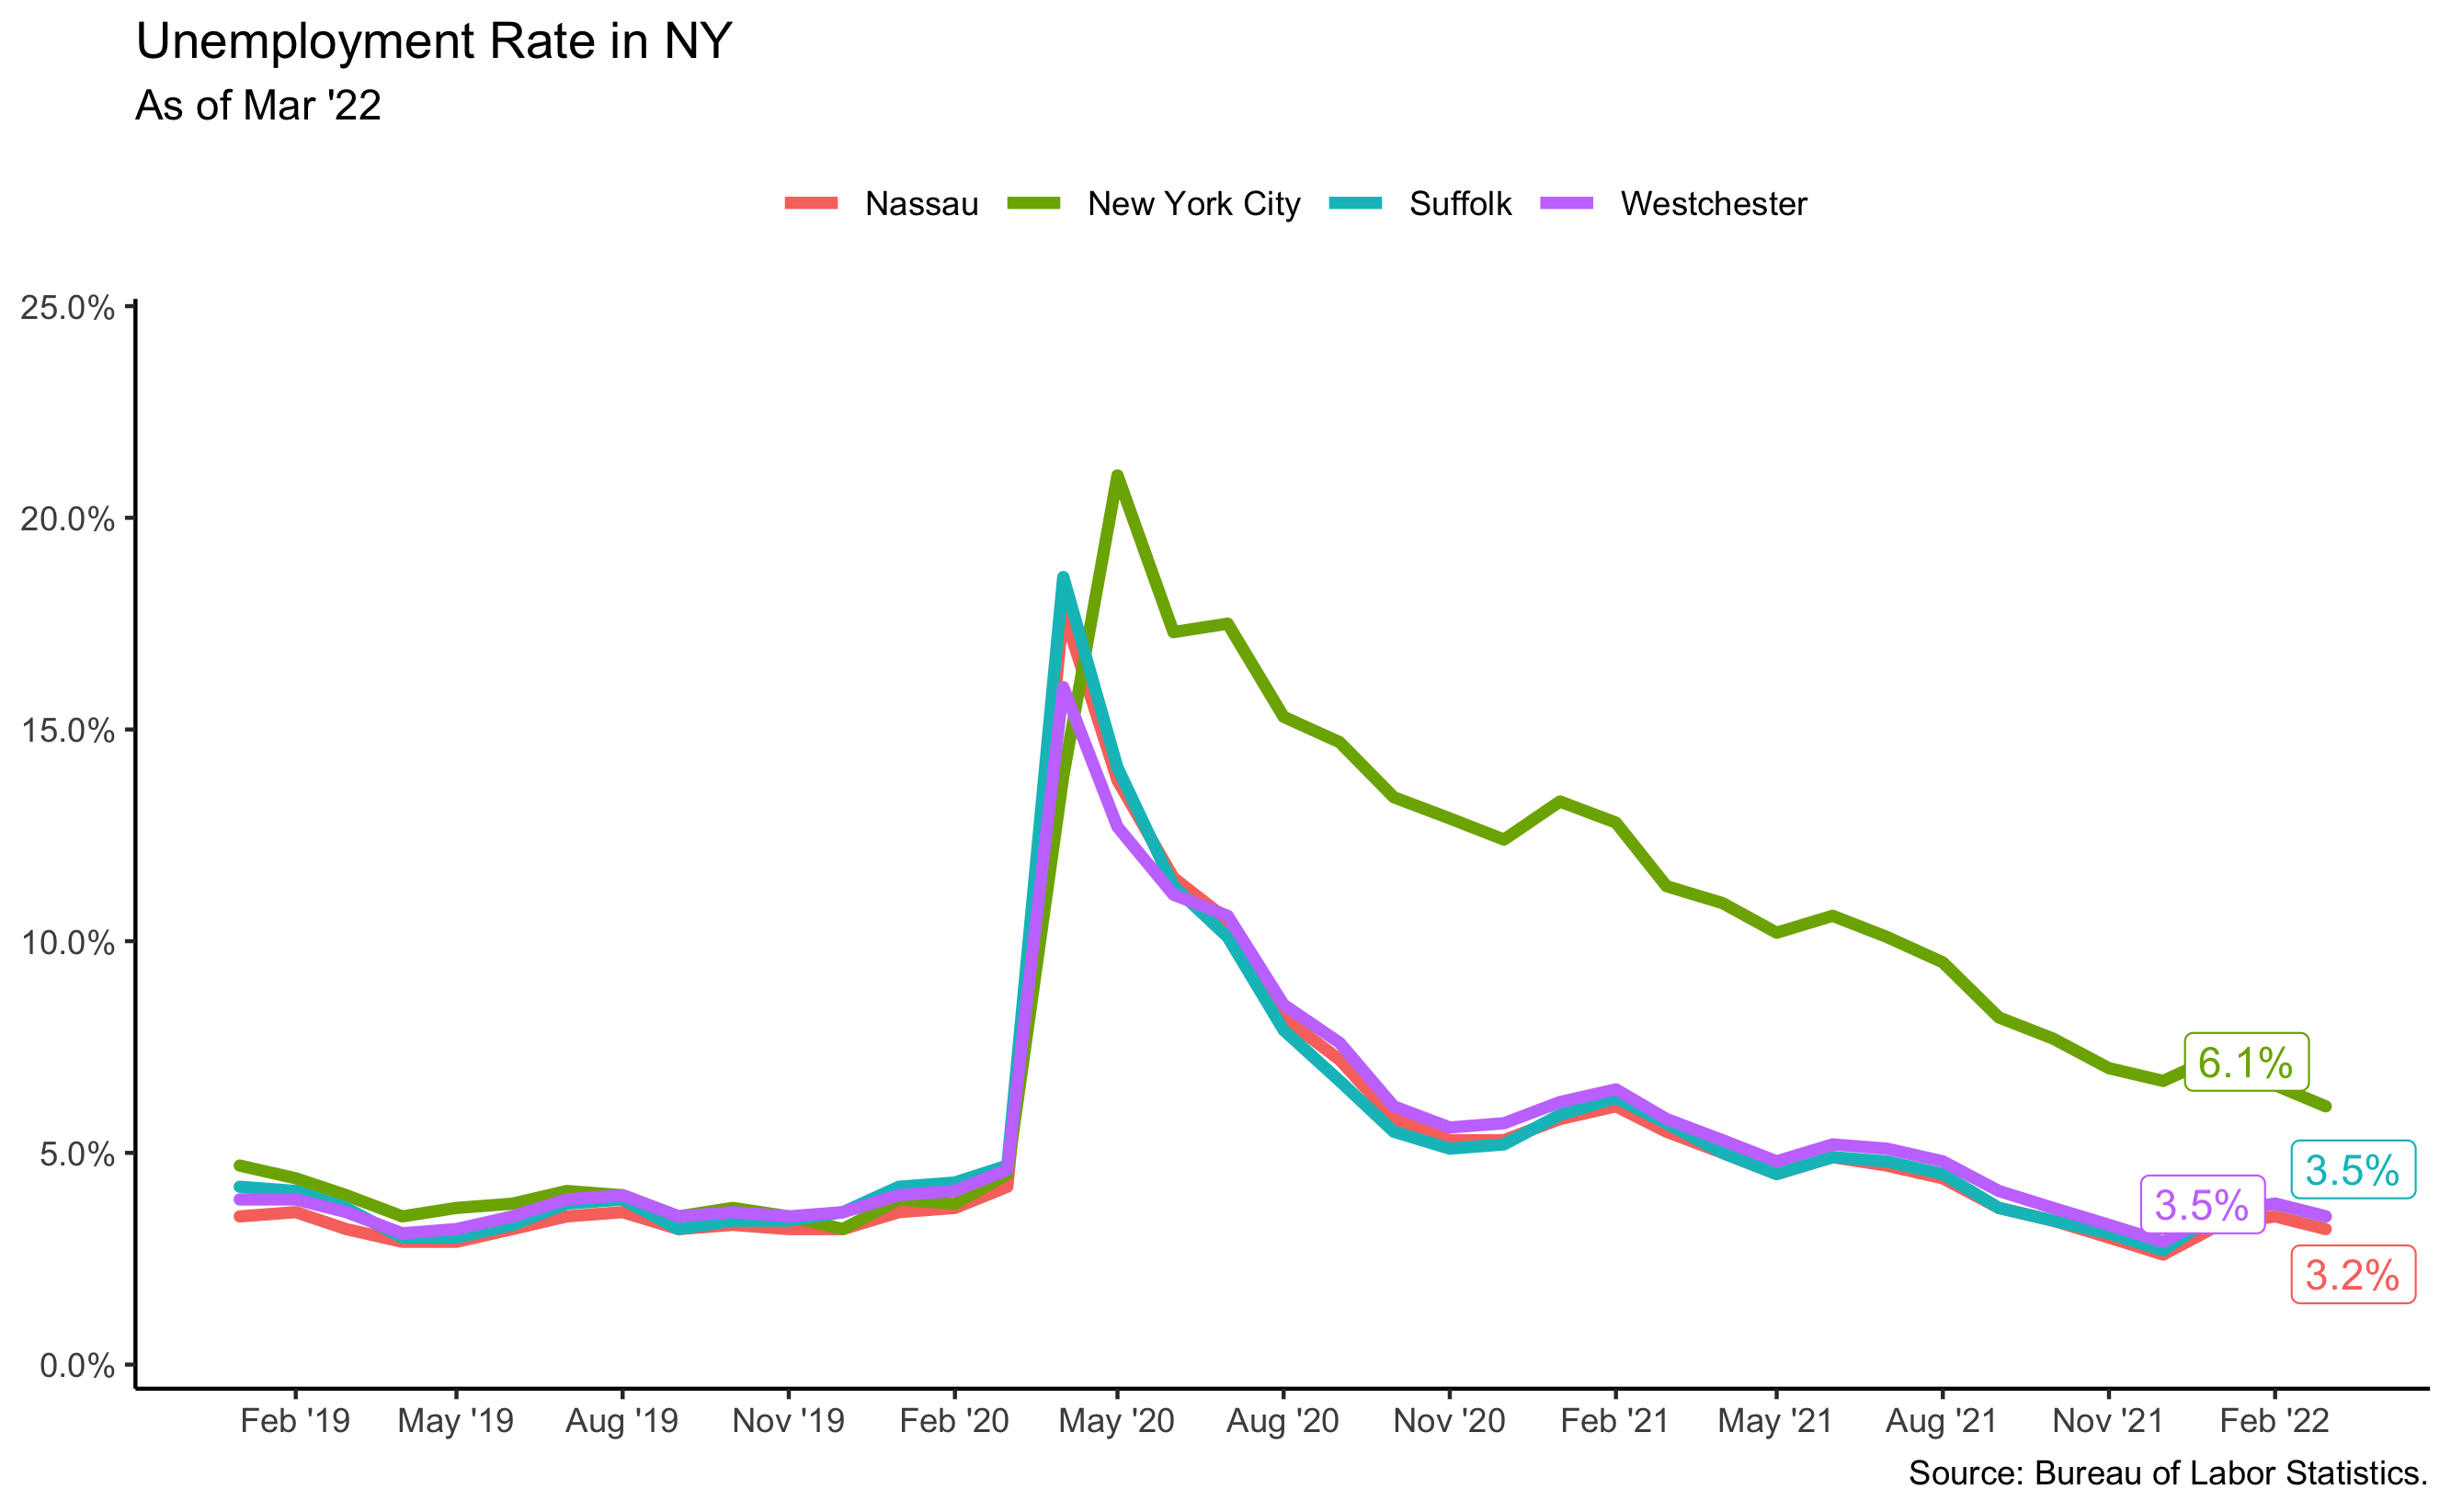 Unemployment Rate in NY
As of Mar '22
Nassau New York City Suffolk Westchester
25.0%
20.0%
15.0%
10.0%
5.0%
0.0%
6.1%
3.5%
3.5%
3.2%
Feb '19 May '19 Aug '19 Nov '19 Feb '20 May '20 Aug '20 Nov '20 Feb '21 May '21 Aug '21 Nov '21 Feb '22
Source: Bureau of Labor Statistics.